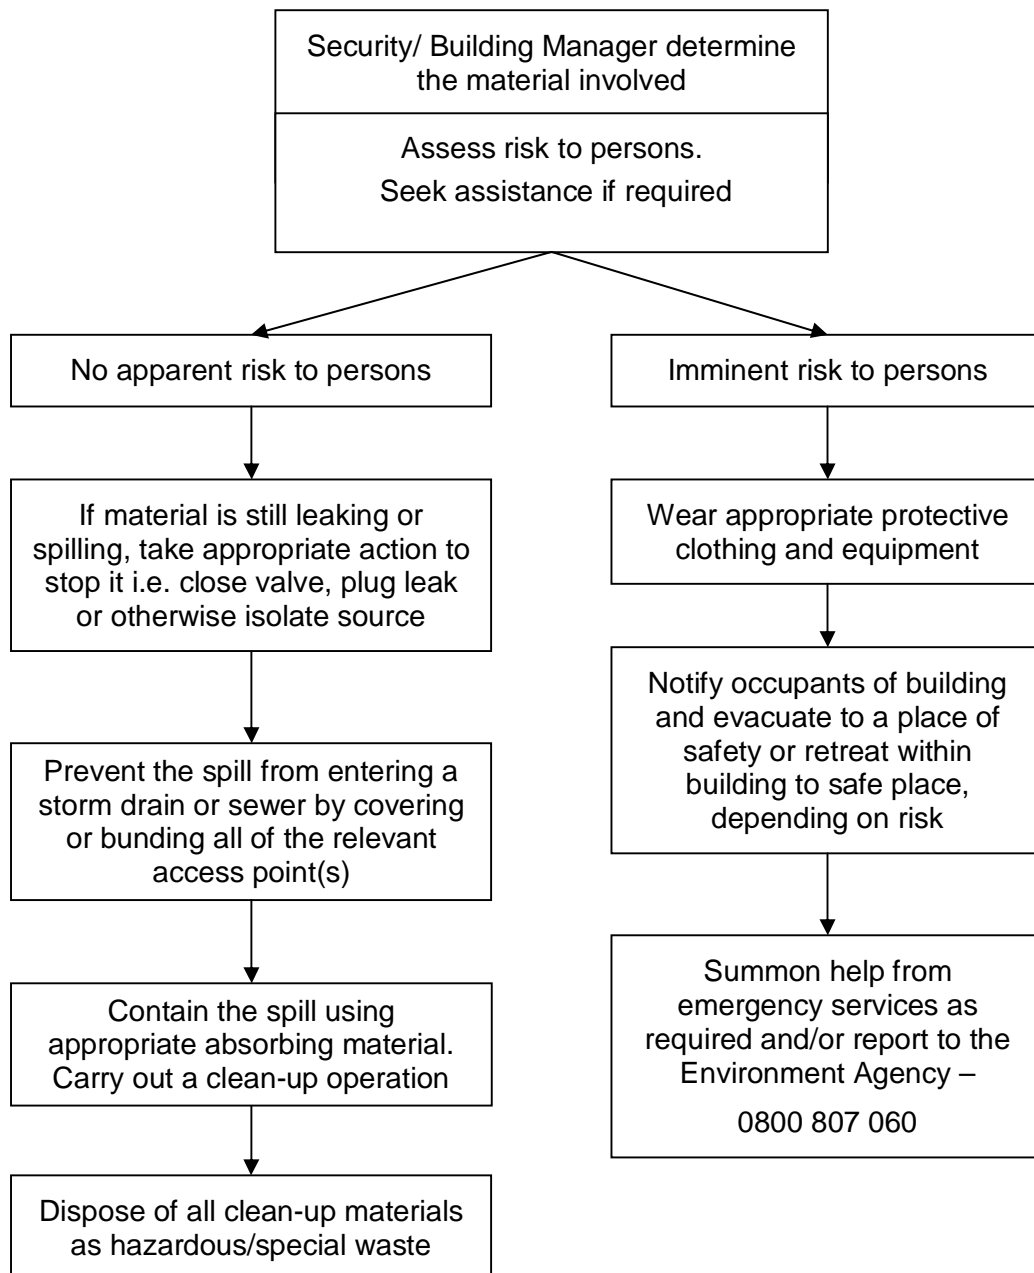 Security/ Building Manager determine
the material involved
Assess risk to persons.
Seek assistance if required
No apparent risk to persons
If material is still leaking or
spilling, take appropriate action to
stop it i.e. close valve, plug leak
or otherwise isolate source
Prevent the spill from entering a
storm drain or sewer by covering
or bunding all of the relevant
access point(s)
Contain the spill using
appropriate absorbing material.
Carry out a clean-up operation
Dispose of all clean-up materials
as hazardous/special waste
Imminent risk to persons
Wear appropriate protective
clothing and equipment
Notify occupants of building
and evacuate to a place of
safety or retreat within
building to safe place,
depending on risk
Summon help from
emergency services as
required and/or report to the
Environment Agency –
0800 807 060